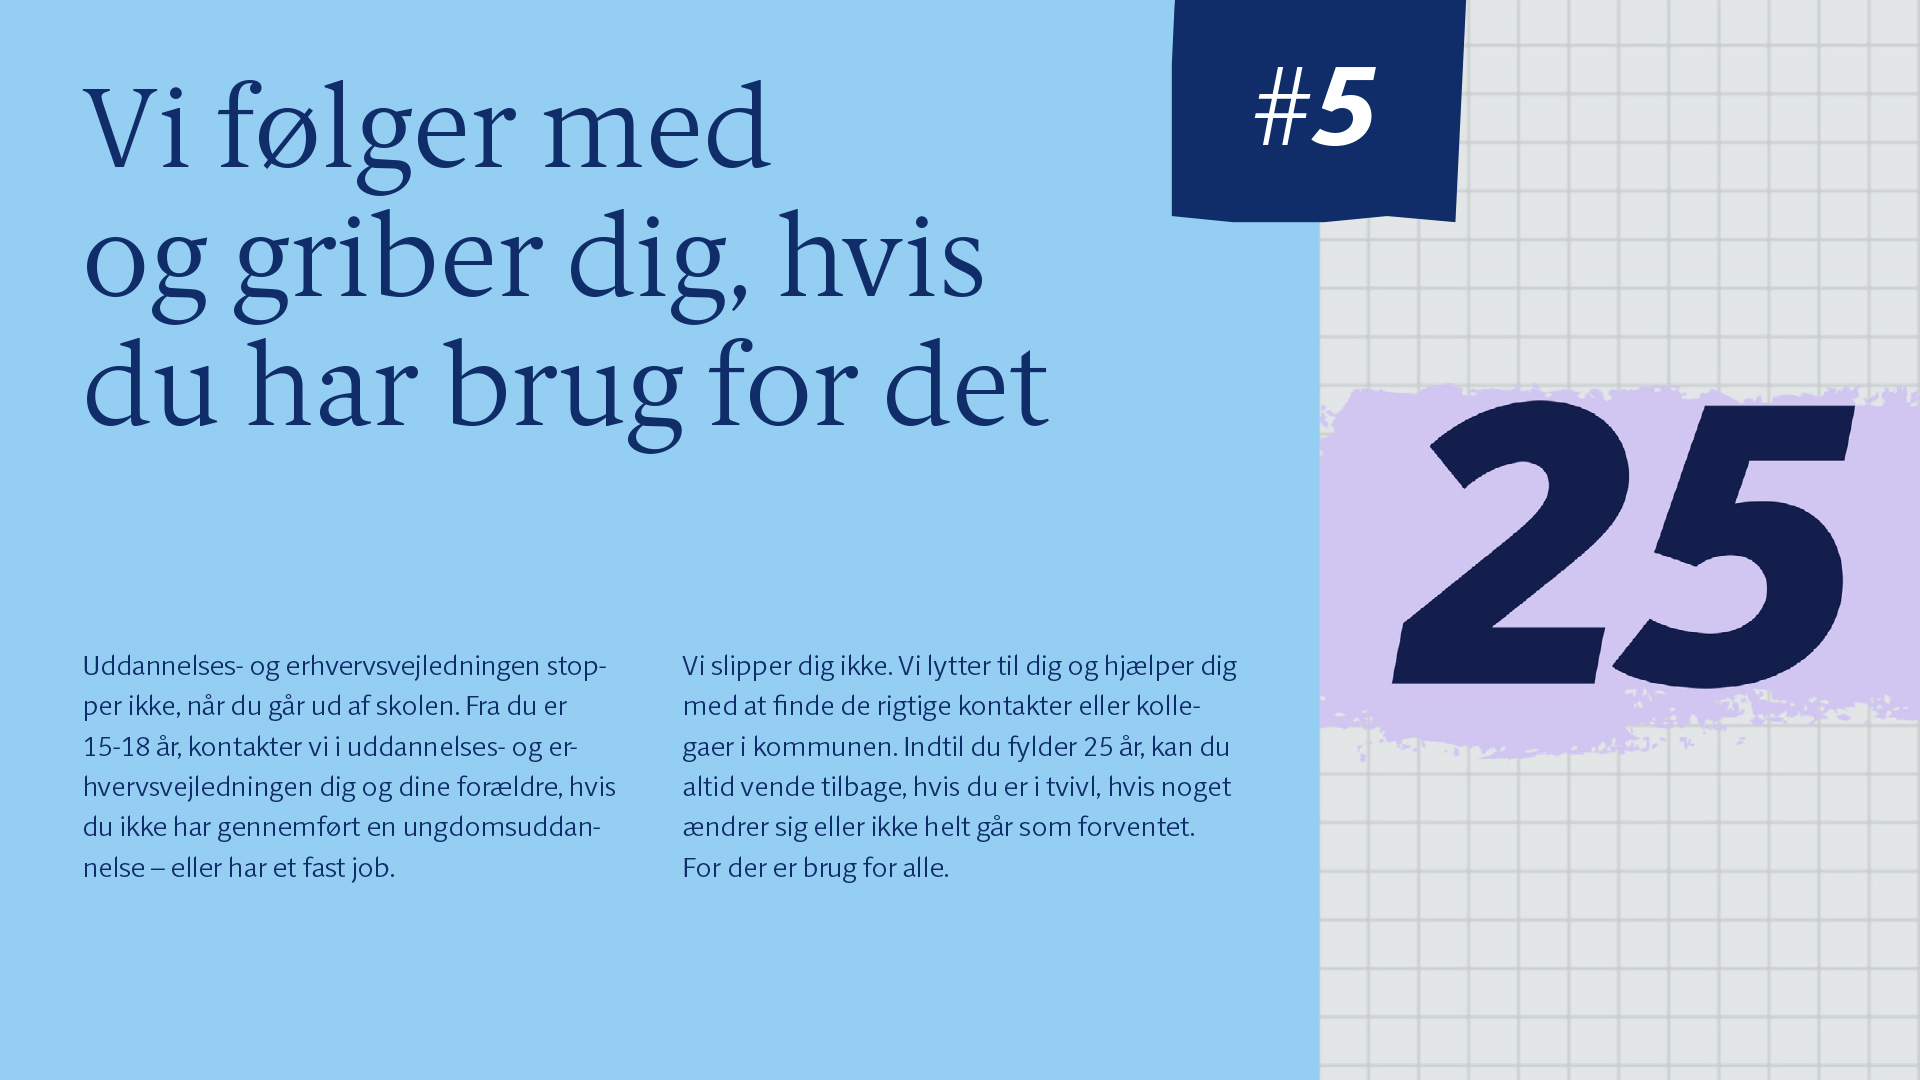 Vi følger med
og griber dig, hvis
du har brug for det
#5
25
Uddannelses- og erhvervsvejledningen stop-
per ikke, når du går ud af skolen. Fra du er
15-18 år, kontakter vi i uddannelses- og er-
hvervsvejledningen dig og dine forældre, hvis
du ikke har gennemført en ungdomsuddan-
nelse – eller har et fast job.
Vi slipper dig ikke. Vi lytter til dig og hjælper dig
med at finde de rigtige kontakter eller kolle-
gaer i kommunen. Indtil du fylder 25 år, kan du
altid vende tilbage, hvis du er i tvivl, hvis noget
ændrer sig eller ikke helt går som forventet.
For der er brug for alle.